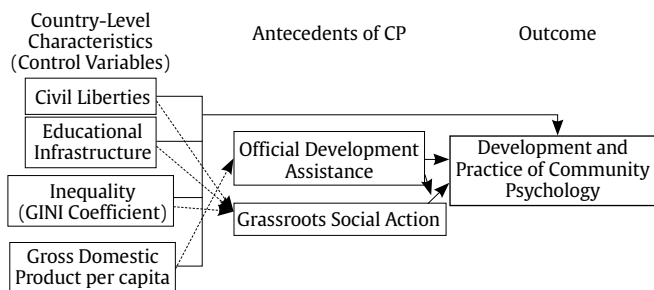 Country-Level
Characteristics
(Control Variables)
Antecedents of CP
Outcome
Civil Liberties
Educational
Infrastructure
Inequality
(GINI Coefficient)
Gross Domestic
Product per capita
Official Development
Assistance
Grassroots Social Action
Development and
Practice of Community
Psychology